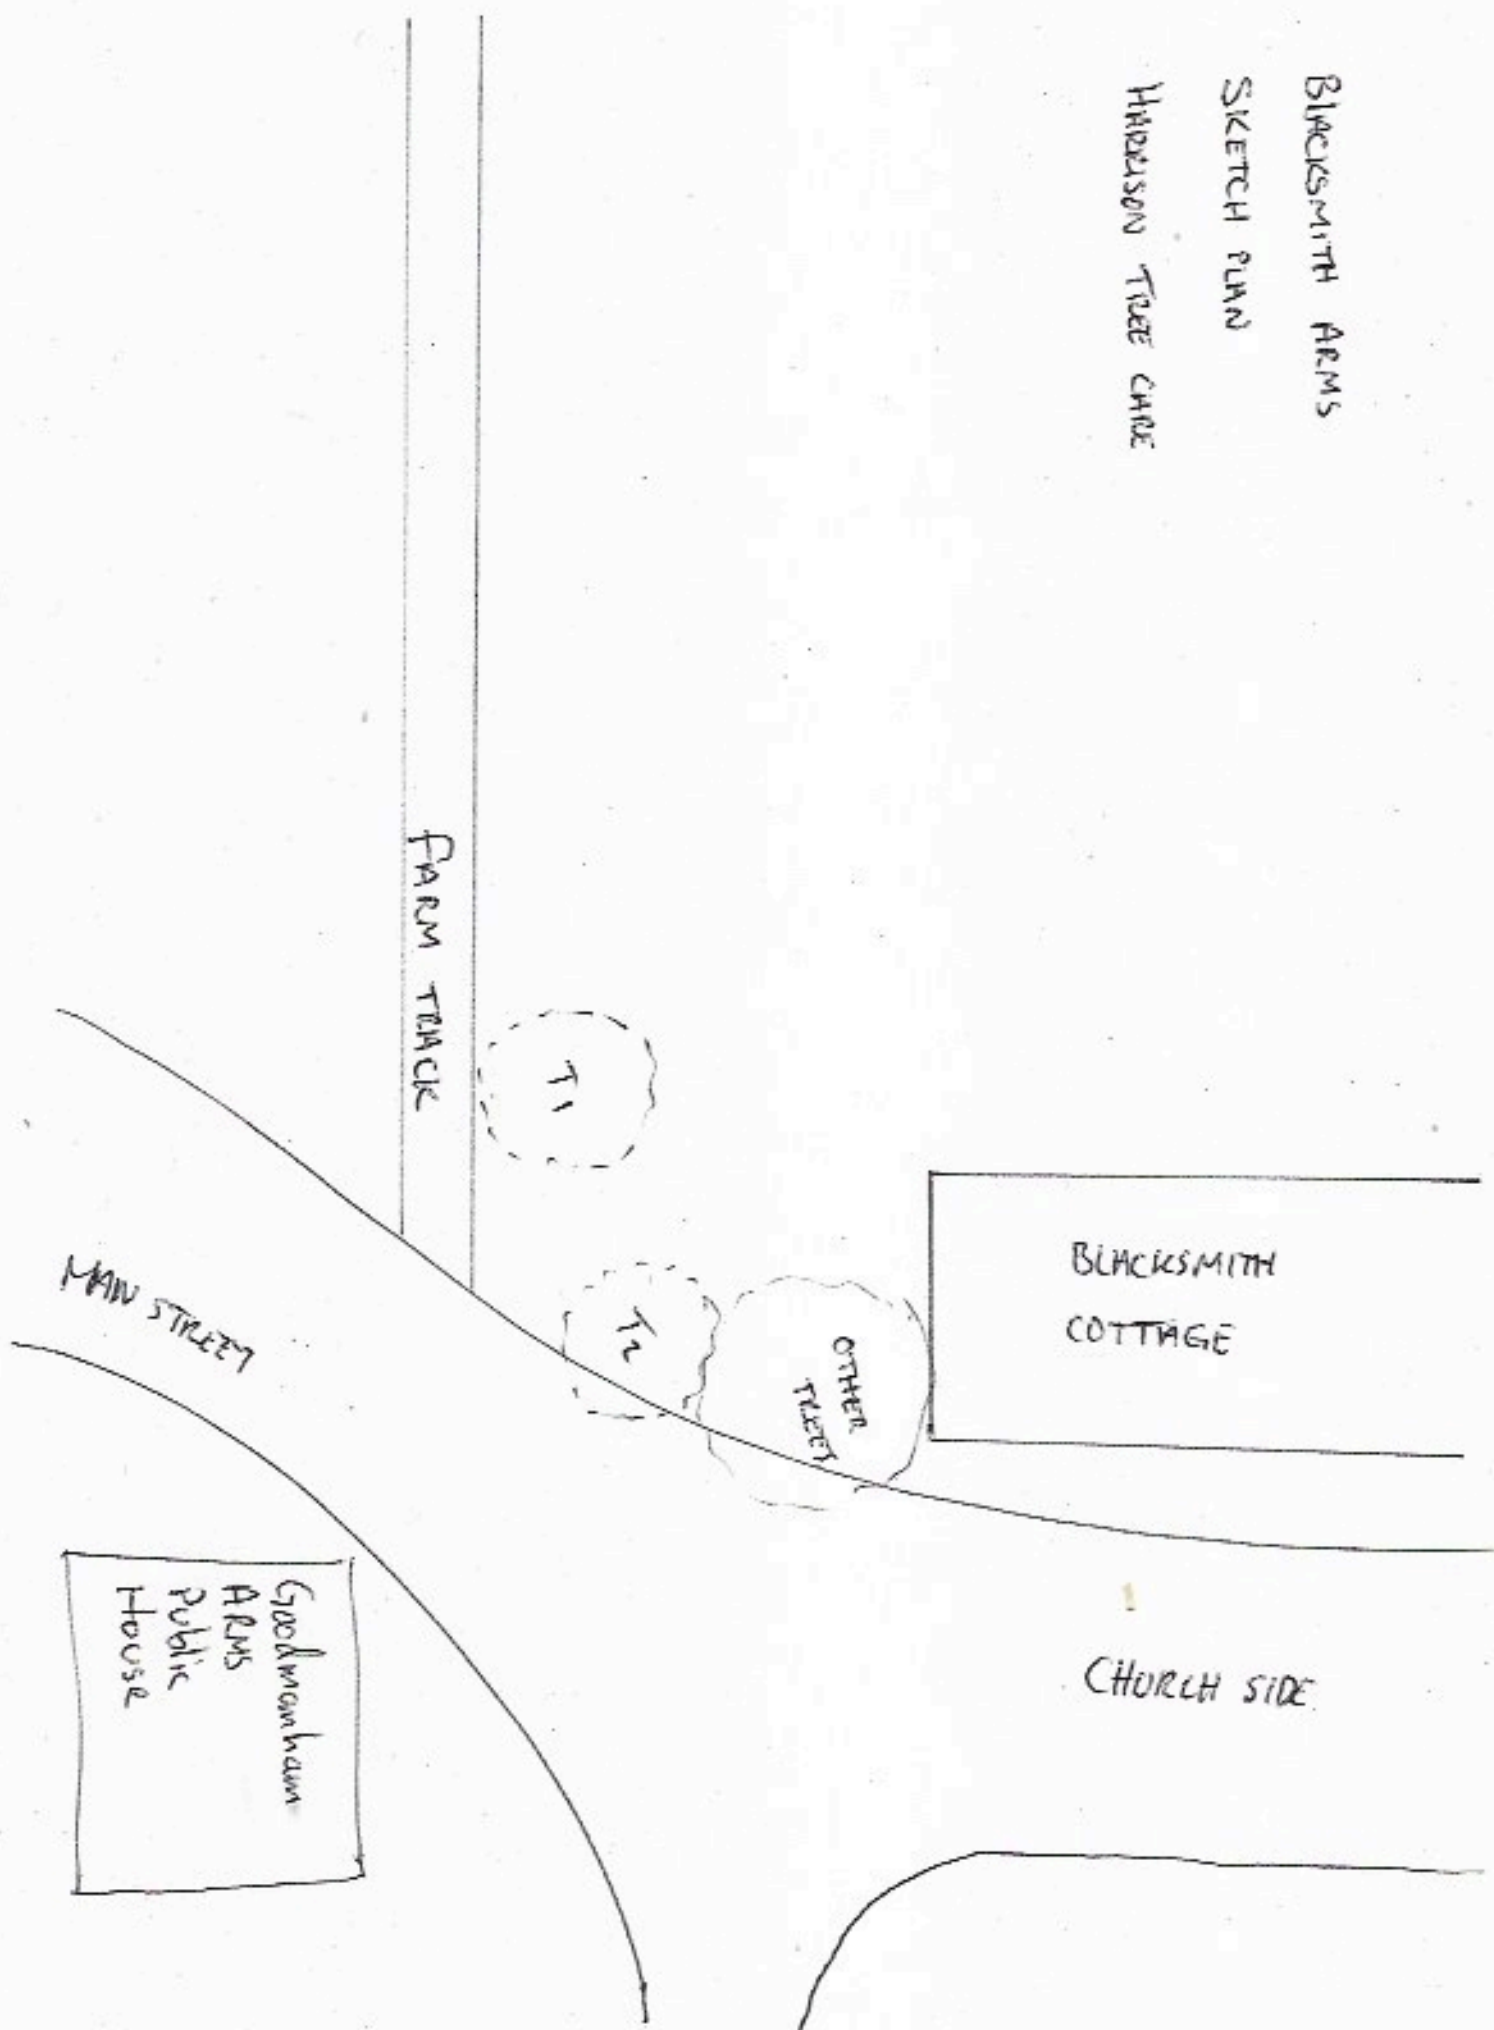 BLACKSMITH ARMS
SKETCH PLAN
HARRISON TREE CARE
FARM TRACK
T1
T2
OTHER
TREES
BLACKSMITH
COTTAGE
MAIN STREET
CHURCH SIDE
Goodmanham
ARMS
Public
House